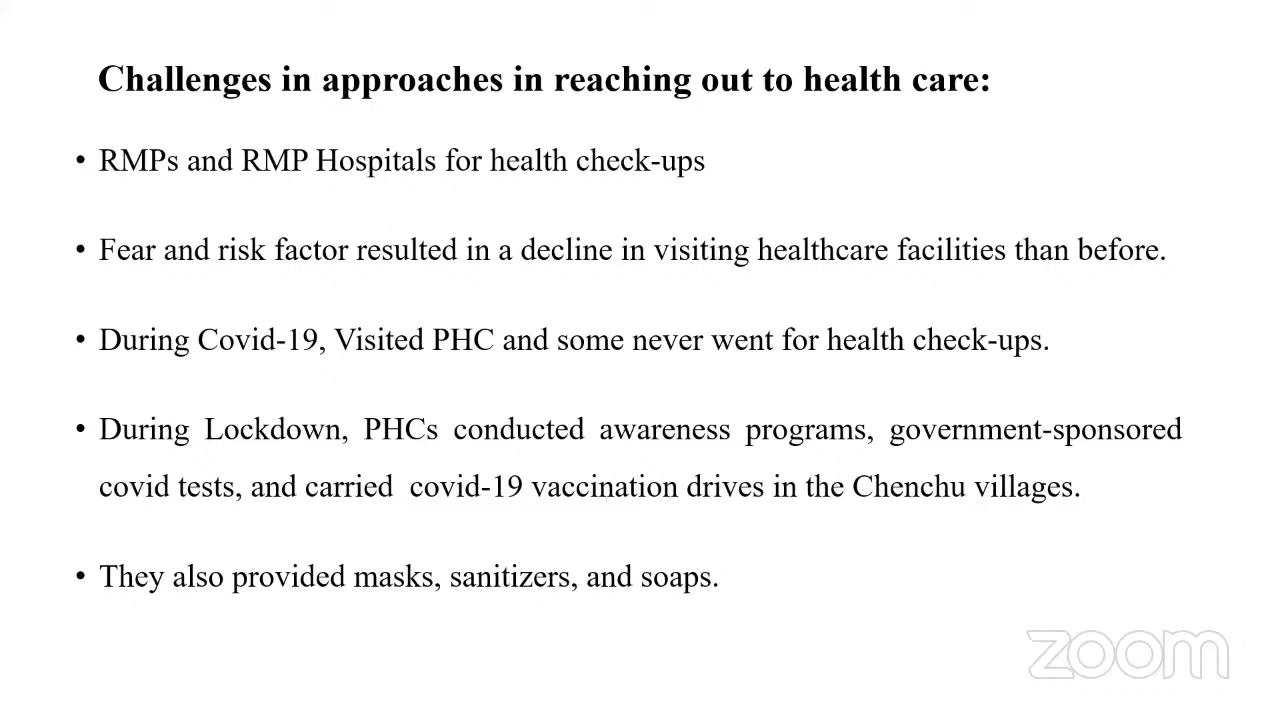 Challenges in approaches in reaching out to health care:
• RMPs and RMP Hospitals for health check-ups
• Fear and risk factor resulted in a decline in visiting healthcare facilities than before.
• During Covid-19, Visited PHC and some never went for health check-ups.
• During Lockdown, PHCs conducted awareness programs, government-sponsored
covid tests, and carried covid-19 vaccination drives in the Chenchu villages.
• They also provided masks, sanitizers, and soaps.
zoom